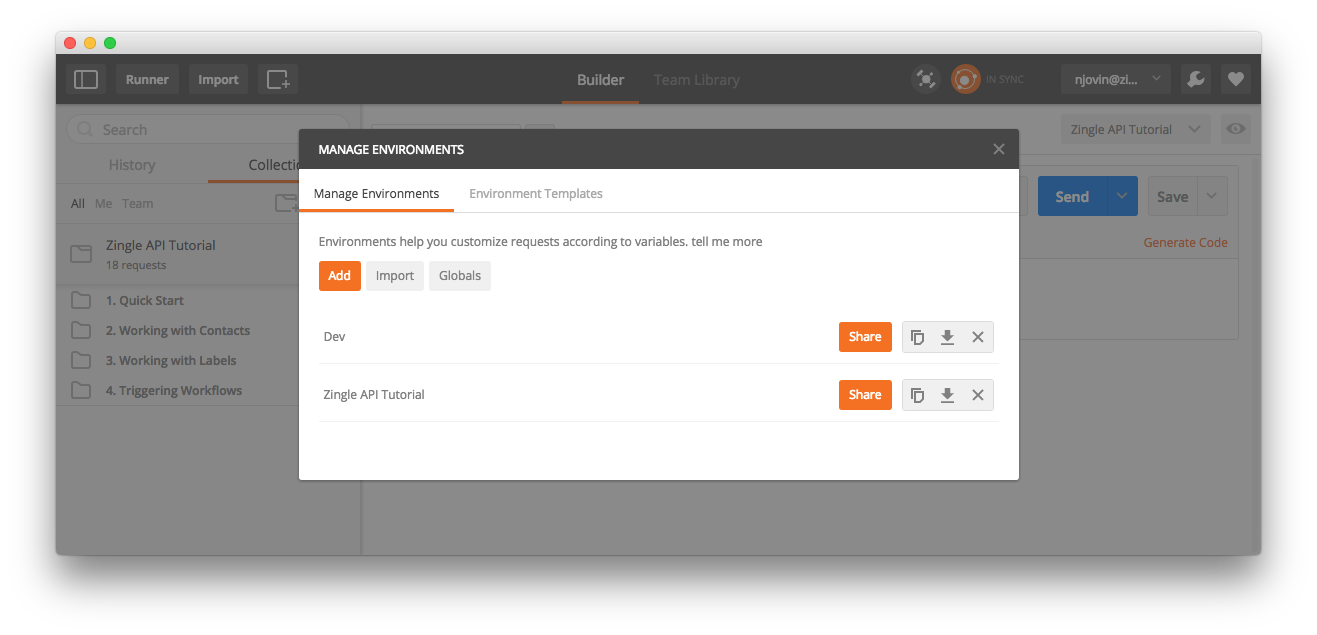 Runner Import Builder Team Library IN SYNC njovin@zi...
Search
Zingle API Tutorial
MANAGE ENVIRONMENTS
History
Manage Environments Environment Templates
All Me Team
Send Save
Zingle API Tutorial
18 requests
Environments help you customize requests according to variables. tell me more
Generate Code
Add Import Globals
1. Quick Start
2. Working with Contacts
3. Working with Labels
4. Triggering Workflows
Dev Share
Zingle API Tutorial Share